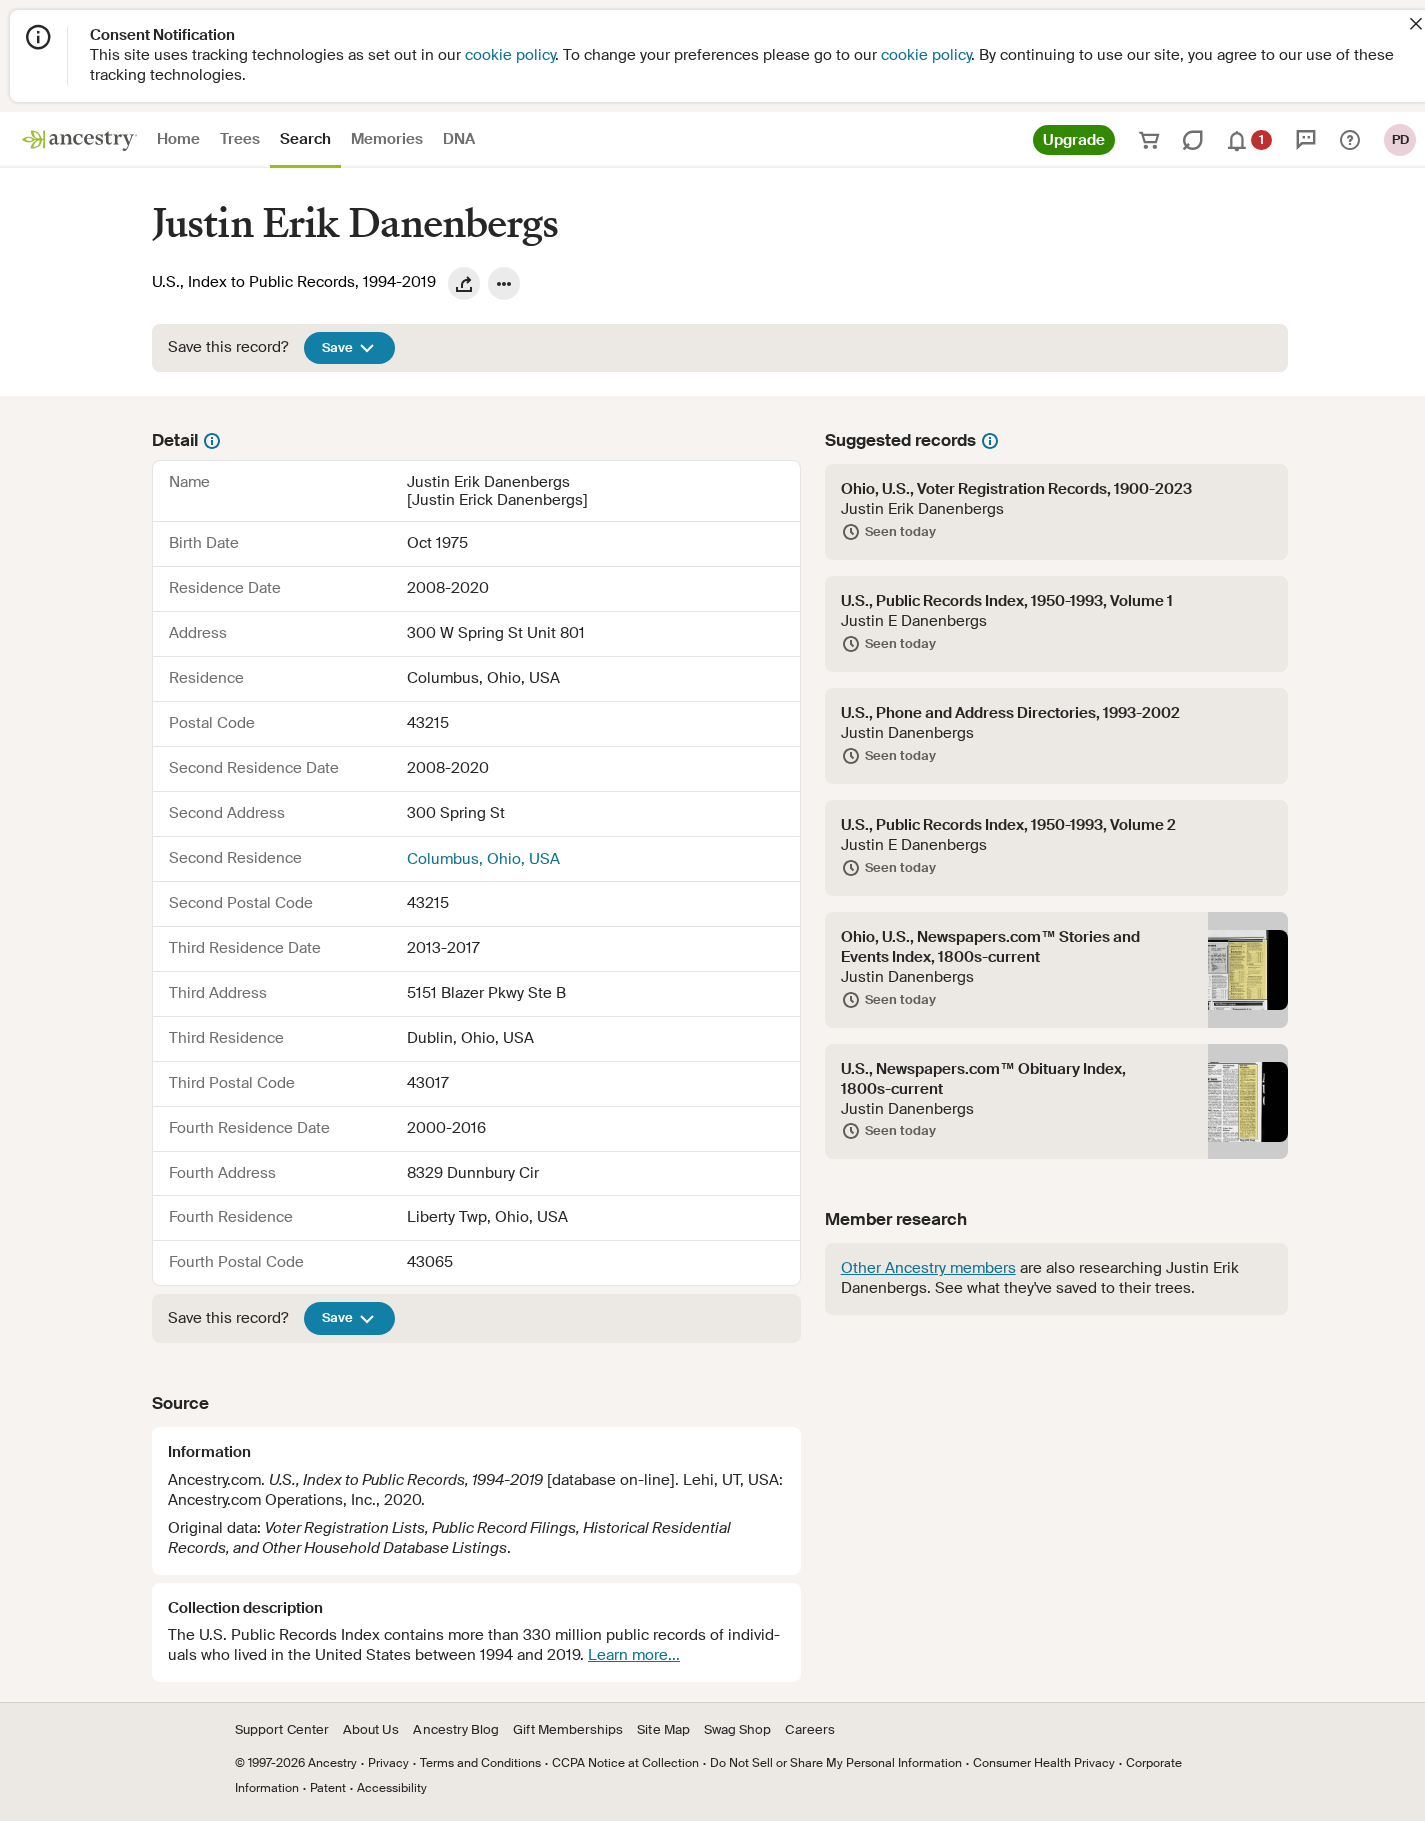 Consent Notification
This site uses tracking technologies as set out in our cookie policy. To change your preferences please go to our cookie policy. By continuing to use our site, you agree to our use of these
tracking technologies.
ancestry Home Trees Search Memories DNA Upgrade 1 PD
Justin Erik Danenbergs
U.S., Index to Public Records, 1994-2019
Save this record? Save
Detail
Name Justin Erik Danenbergs
[Justin Erick Danenbergs]
Birth Date Oct 1975
Residence Date 2008-2020
Address 300 W Spring St Unit 801
Residence Columbus, Ohio, USA
Postal Code 43215
Second Residence Date 2008-2020
Second Address 300 Spring St
Second Residence Columbus, Ohio, USA
Second Postal Code 43215
Third Residence Date 2013-2017
Third Address 5151 Blazer Pkwy Ste B
Third Residence Dublin, Ohio, USA
Third Postal Code 43017
Fourth Residence Date 2000-2016
Fourth Address 8329 Dunnbury Cir
Fourth Residence Liberty Twp, Ohio, USA
Fourth Postal Code 43065
Save this record? Save
Suggested records
Ohio, U.S., Voter Registration Records, 1900-2023
Justin Erik Danenbergs
Seen today
U.S., Public Records Index, 1950-1993, Volume 1
Justin E Danenbergs
Seen today
U.S., Phone and Address Directories, 1993-2002
Justin Danenbergs
Seen today
U.S., Public Records Index, 1950-1993, Volume 2
Justin E Danenbergs
Seen today
Ohio, U.S., Newspapers.com™ Stories and
Events Index, 1800s-current
Justin Danenbergs
Seen today
U.S., Newspapers.com™ Obituary Index,
1800s-current
Justin Danenbergs
Seen today
Member research
Other Ancestry members are also researching Justin Erik
Danenbergs. See what they've saved to their trees.
Source
Information
Ancestry.com. U.S., Index to Public Records, 1994-2019 [database on-line]. Lehi, UT, USA:
Ancestry.com Operations, Inc., 2020.
Original data: Voter Registration Lists, Public Record Filings, Historical Residential
Records, and Other Household Database Listings.
Collection description
The U.S. Public Records Index contains more than 330 million public records of individ-
uals who lived in the United States between 1994 and 2019. Learn more...
Support Center About Us Ancestry Blog Gift Memberships Site Map Swag Shop Careers
© 1997-2026 Ancestry · Privacy · Terms and Conditions · CCPA Notice at Collection · Do Not Sell or Share My Personal Information · Consumer Health Privacy · Corporate
Information · Patent · Accessibility